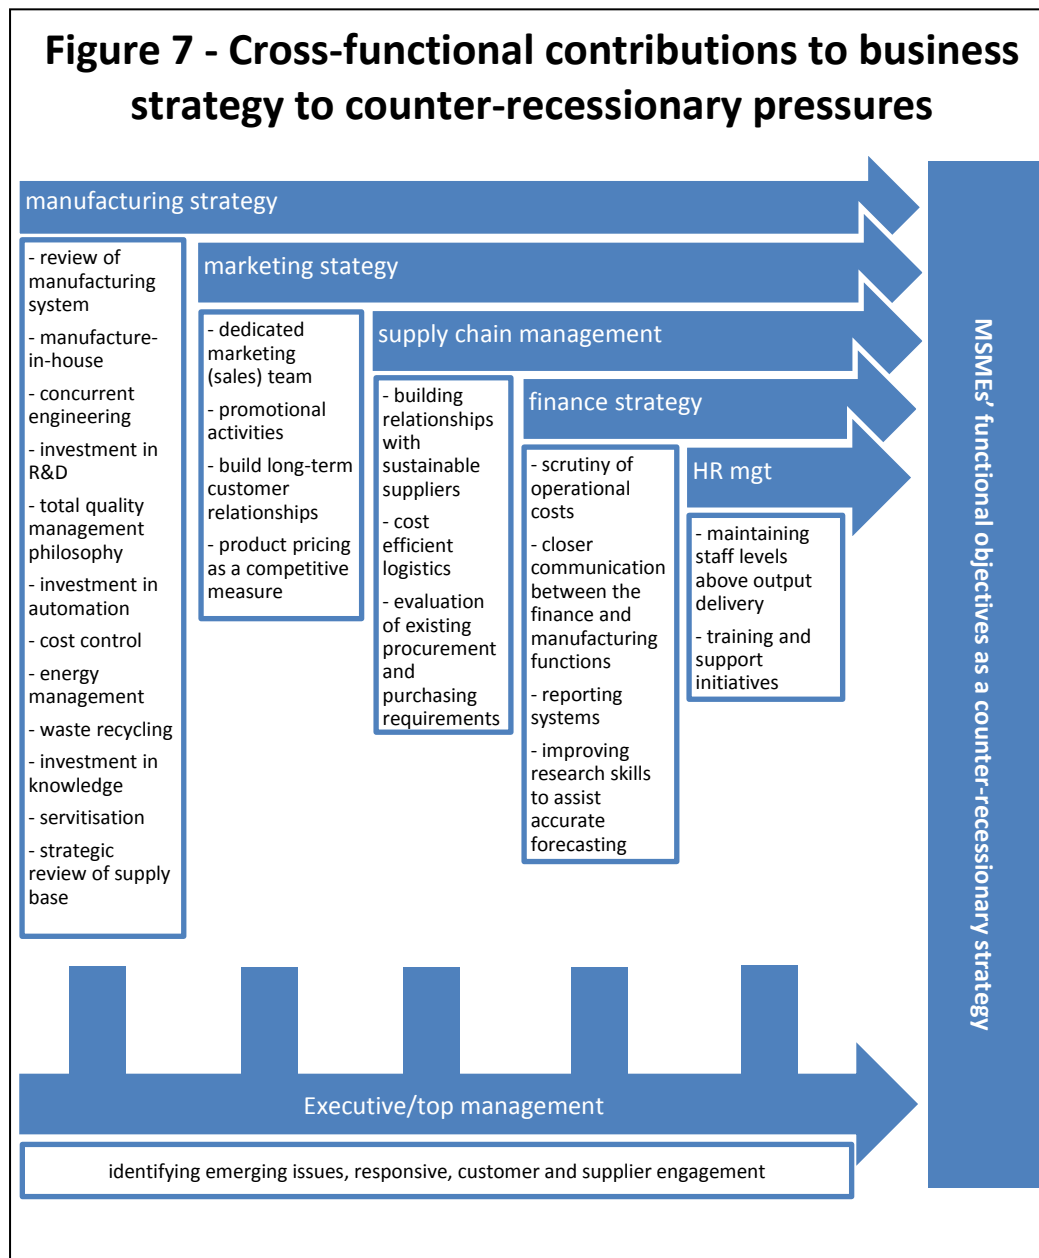 Figure 7 - Cross-functional contributions to business
strategy to counter-recessionary pressures
manufacturing strategy
- review of
manufacturing
system
- manufacture-
in-house
- concurrent
engineering
- investment in
R&D
- total quality
management
philosophy
- investment in
automation
- cost control
- energy
management
- waste recycling
- investment in
knowledge
- servitisation
- strategic
review of supply
base
marketing stategy
- dedicated
marketing
(sales) team
- promotional
activities
- build long-term
customer
relationships
- product pricing
as a competitive
measure
supply chain management
- building
relationships
with
sustainable
suppliers
- cost
efficient
logistics
- evaluation
of existing
procurement
and
purchasing
requirements
finance strategy
- scrutiny of
operational
costs
- closer
communication
between the
finance and
manufacturing
functions
- reporting
systems
- improving
research skills
to assist
accurate
forecasting
HR mgt
- maintaining
staff levels
above output
delivery
- training and
support
initiatives
MSMEs' functional objectives as a counter-recessionary strategy
Executive/top management
identifying emerging issues, responsive, customer and supplier engagement